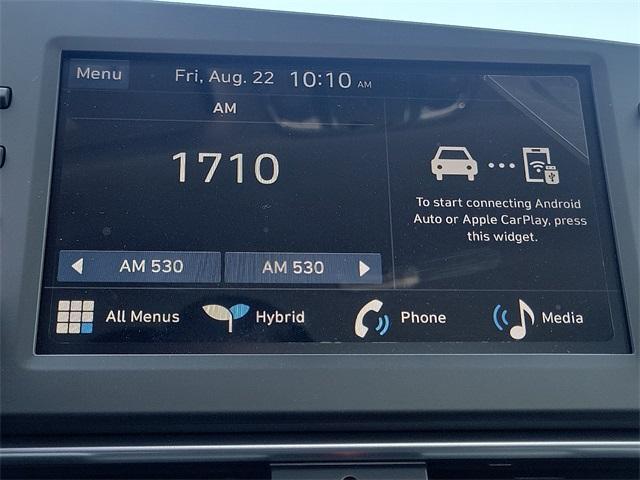 Menu
Fri, Aug. 22 10:10 AM
AM
1710
AM 530
AM 530
To start connecting Android
Auto or Apple CarPlay, press
this widget.
All Menus
Hybrid
Phone
Media